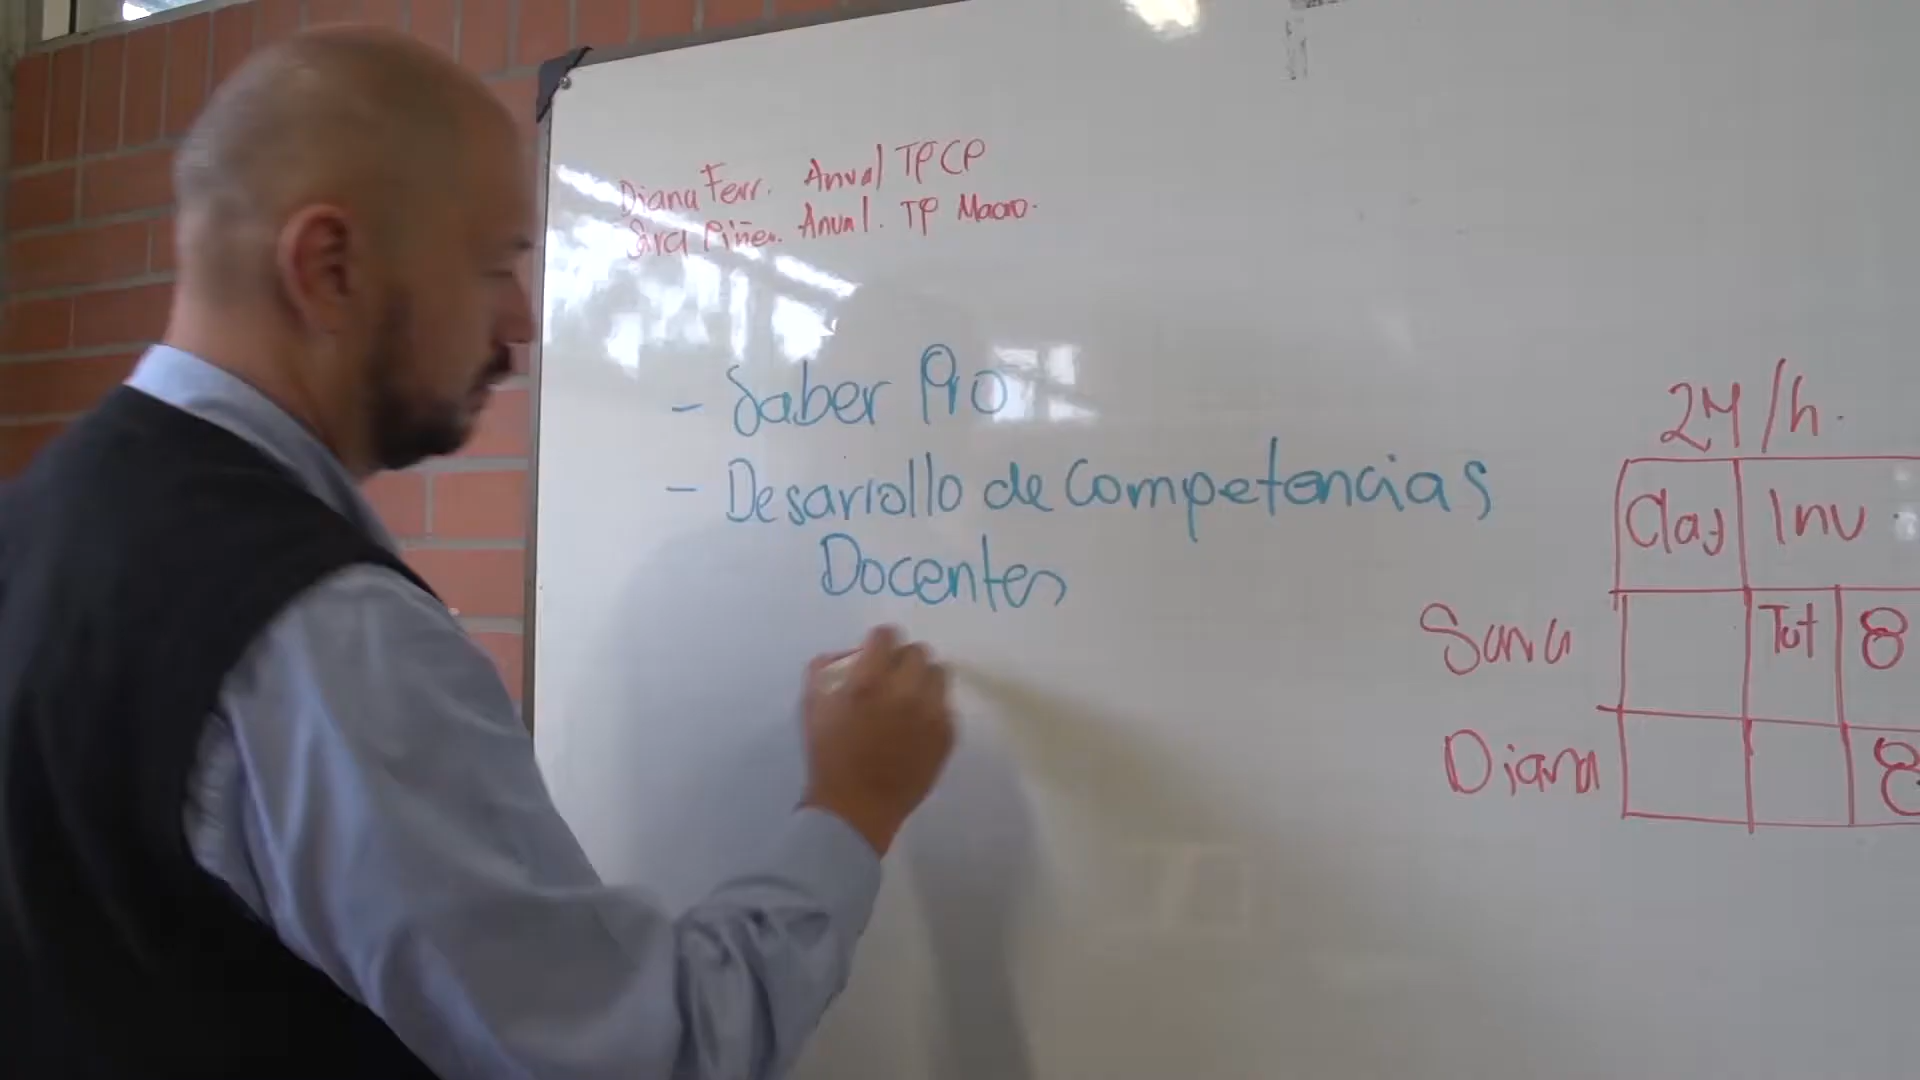 Diana Ferr. Anual TPCP
Sara Piñe. Anual. TP Macro.
- Saber Pro
- Desarrollo de Competencias
Docentes
24/h.
Clas Inv
Sara Tut 8
Diana 8